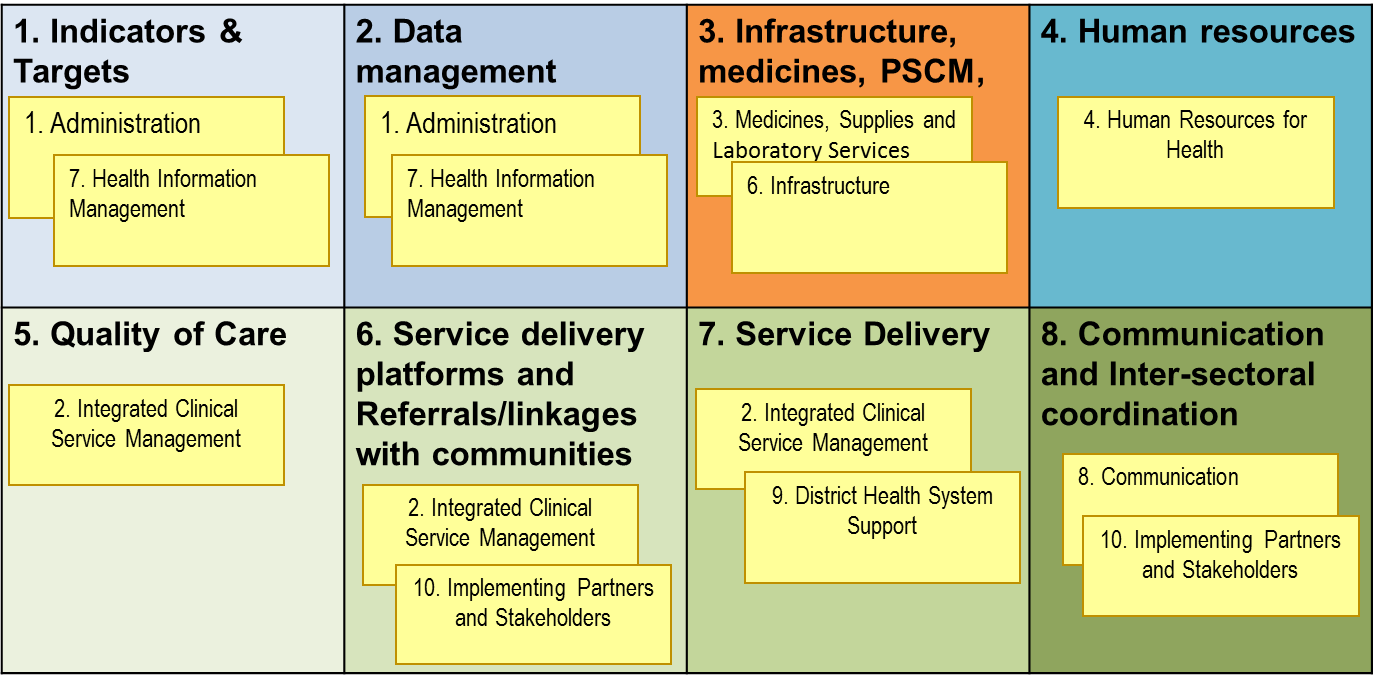 1. Indicators &
Targets
1. Administration
7. Health Information
Management
2. Data
management
1. Administration
7. Health Information
Management
3. Infrastructure,
medicines, PSCM,
3. Medicines, Supplies and
Laboratory Services
6. Infrastructure
4. Human resources
4. Human Resources for
Health
5. Quality of Care
2. Integrated Clinical
Service Management
6. Service delivery
platforms and
Referrals/linkages
with communities
2. Integrated Clinical
Service Management
10. Implementing Partners
and Stakeholders
7. Service Delivery
2. Integrated Clinical
Service Management
9. District Health System
Support
8. Communication
and Inter-sectoral
coordination
8. Communication
10. Implementing Partners
and Stakeholders